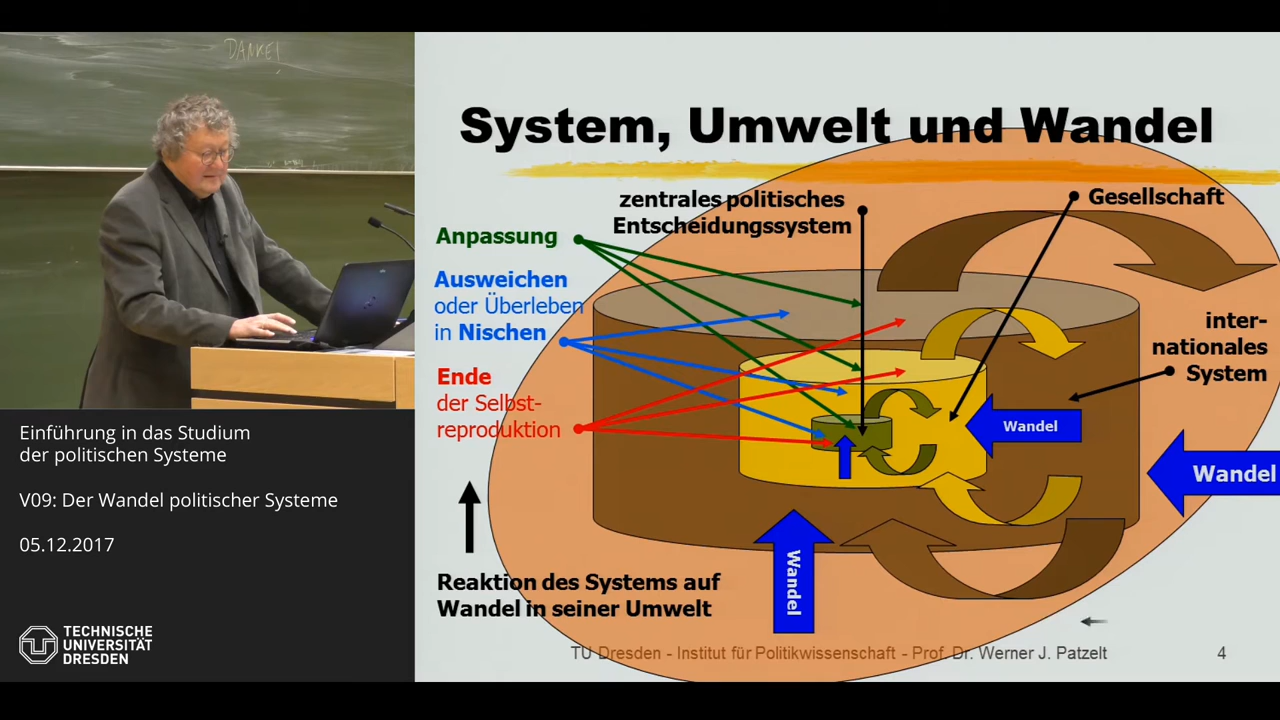 DANKE!
Einführung in das Studium
der politischen Systeme
V09: Der Wandel politischer Systeme
05.12.2017
TECHNISCHE
UNIVERSITÄT
DRESDEN
System, Umwelt und Wandel
zentrales politisches
Entscheidungssystem
Gesellschaft
Anpassung
Ausweichen
oder Überleben
in Nischen
Ende
der Selbst-
reproduktion
inter-
nationales
System
Wandel
Wandel
Wandel
Reaktion des Systems auf
Wandel in seiner Umwelt
TU Dresden - Institut für Politikwissenschaft - Prof. Dr. Werner J. Patzelt
4